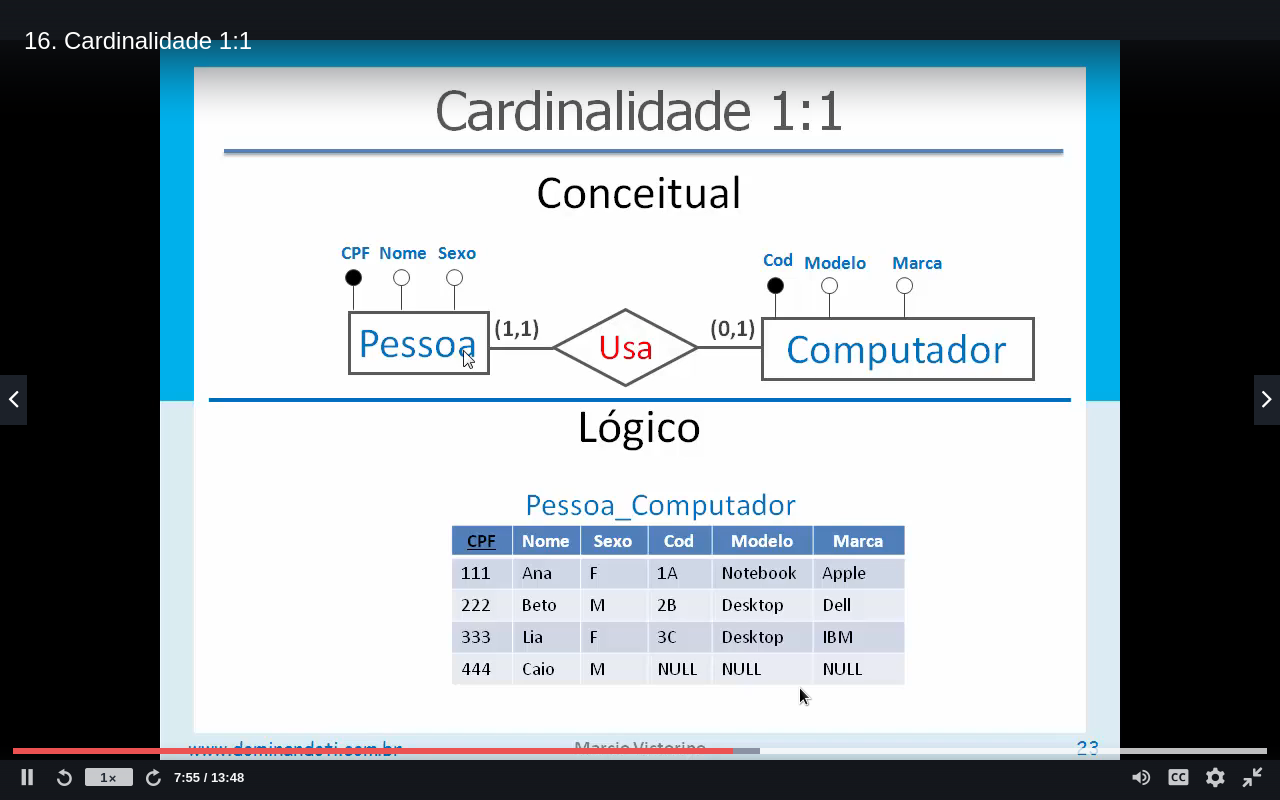 16. Cardinalidade 1:1
Cardinalidade 1:1
Conceitual
CPF Nome Sexo
Cod Modelo Marca
Pessoa (1,1) Usa (0,1) Computador
Lógico
Pessoa_Computador
CPF Nome Sexo Cod Modelo Marca
111 Ana F 1A Notebook Apple
222 Beto M 2B Desktop Dell
333 Lia F 3C Desktop IBM
444 Caio M NULL NULL NULL
www.dominandoti.com.br Marcio Victorino 23
1x 7:55 / 13:48 CC